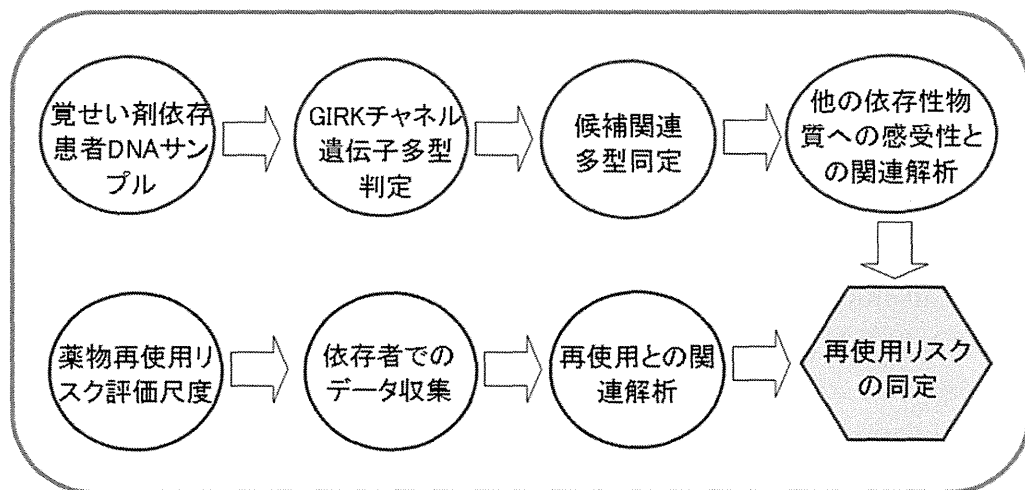 覚せい剤依存
患者DNAサン
プル
GIRKチャネル
遺伝子多型
判定
候補関連
多型同定
他の依存性物
質への感受性と
の関連解析
薬物再使用リ
スク評価尺度
依存者での
データ収集
再使用との関
連解析
再使用リスク
の同定